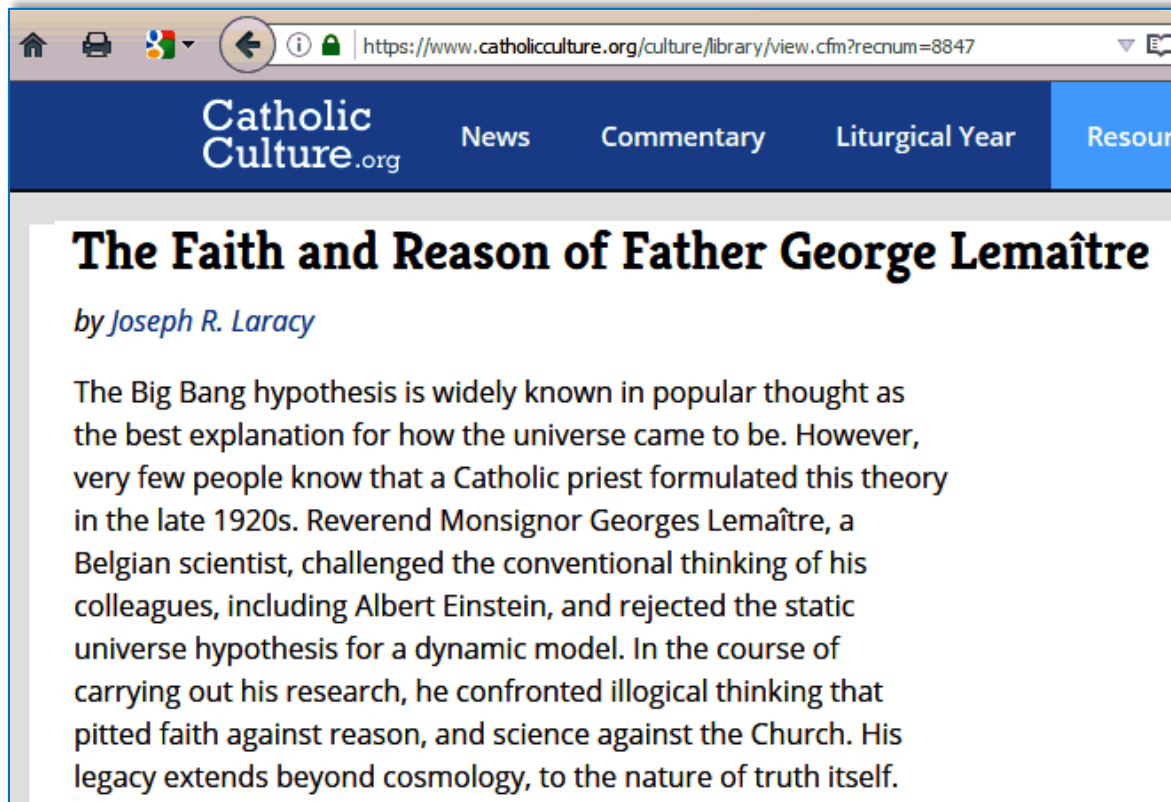 https://www.catholicculture.org/culture/library/view.cfm?recnum=8847
Catholic
Culture.org
News
Commentary
Liturgical Year
Resour
The Faith and Reason of Father George Lemaître
by Joseph R. Laracy
The Big Bang hypothesis is widely known in popular thought as
the best explanation for how the universe came to be. However,
very few people know that a Catholic priest formulated this theory
in the late 1920s. Reverend Monsignor Georges Lemaître, a
Belgian scientist, challenged the conventional thinking of his
colleagues, including Albert Einstein, and rejected the static
universe hypothesis for a dynamic model. In the course of
carrying out his research, he confronted illogical thinking that
pitted faith against reason, and science against the Church. His
legacy extends beyond cosmology, to the nature of truth itself.